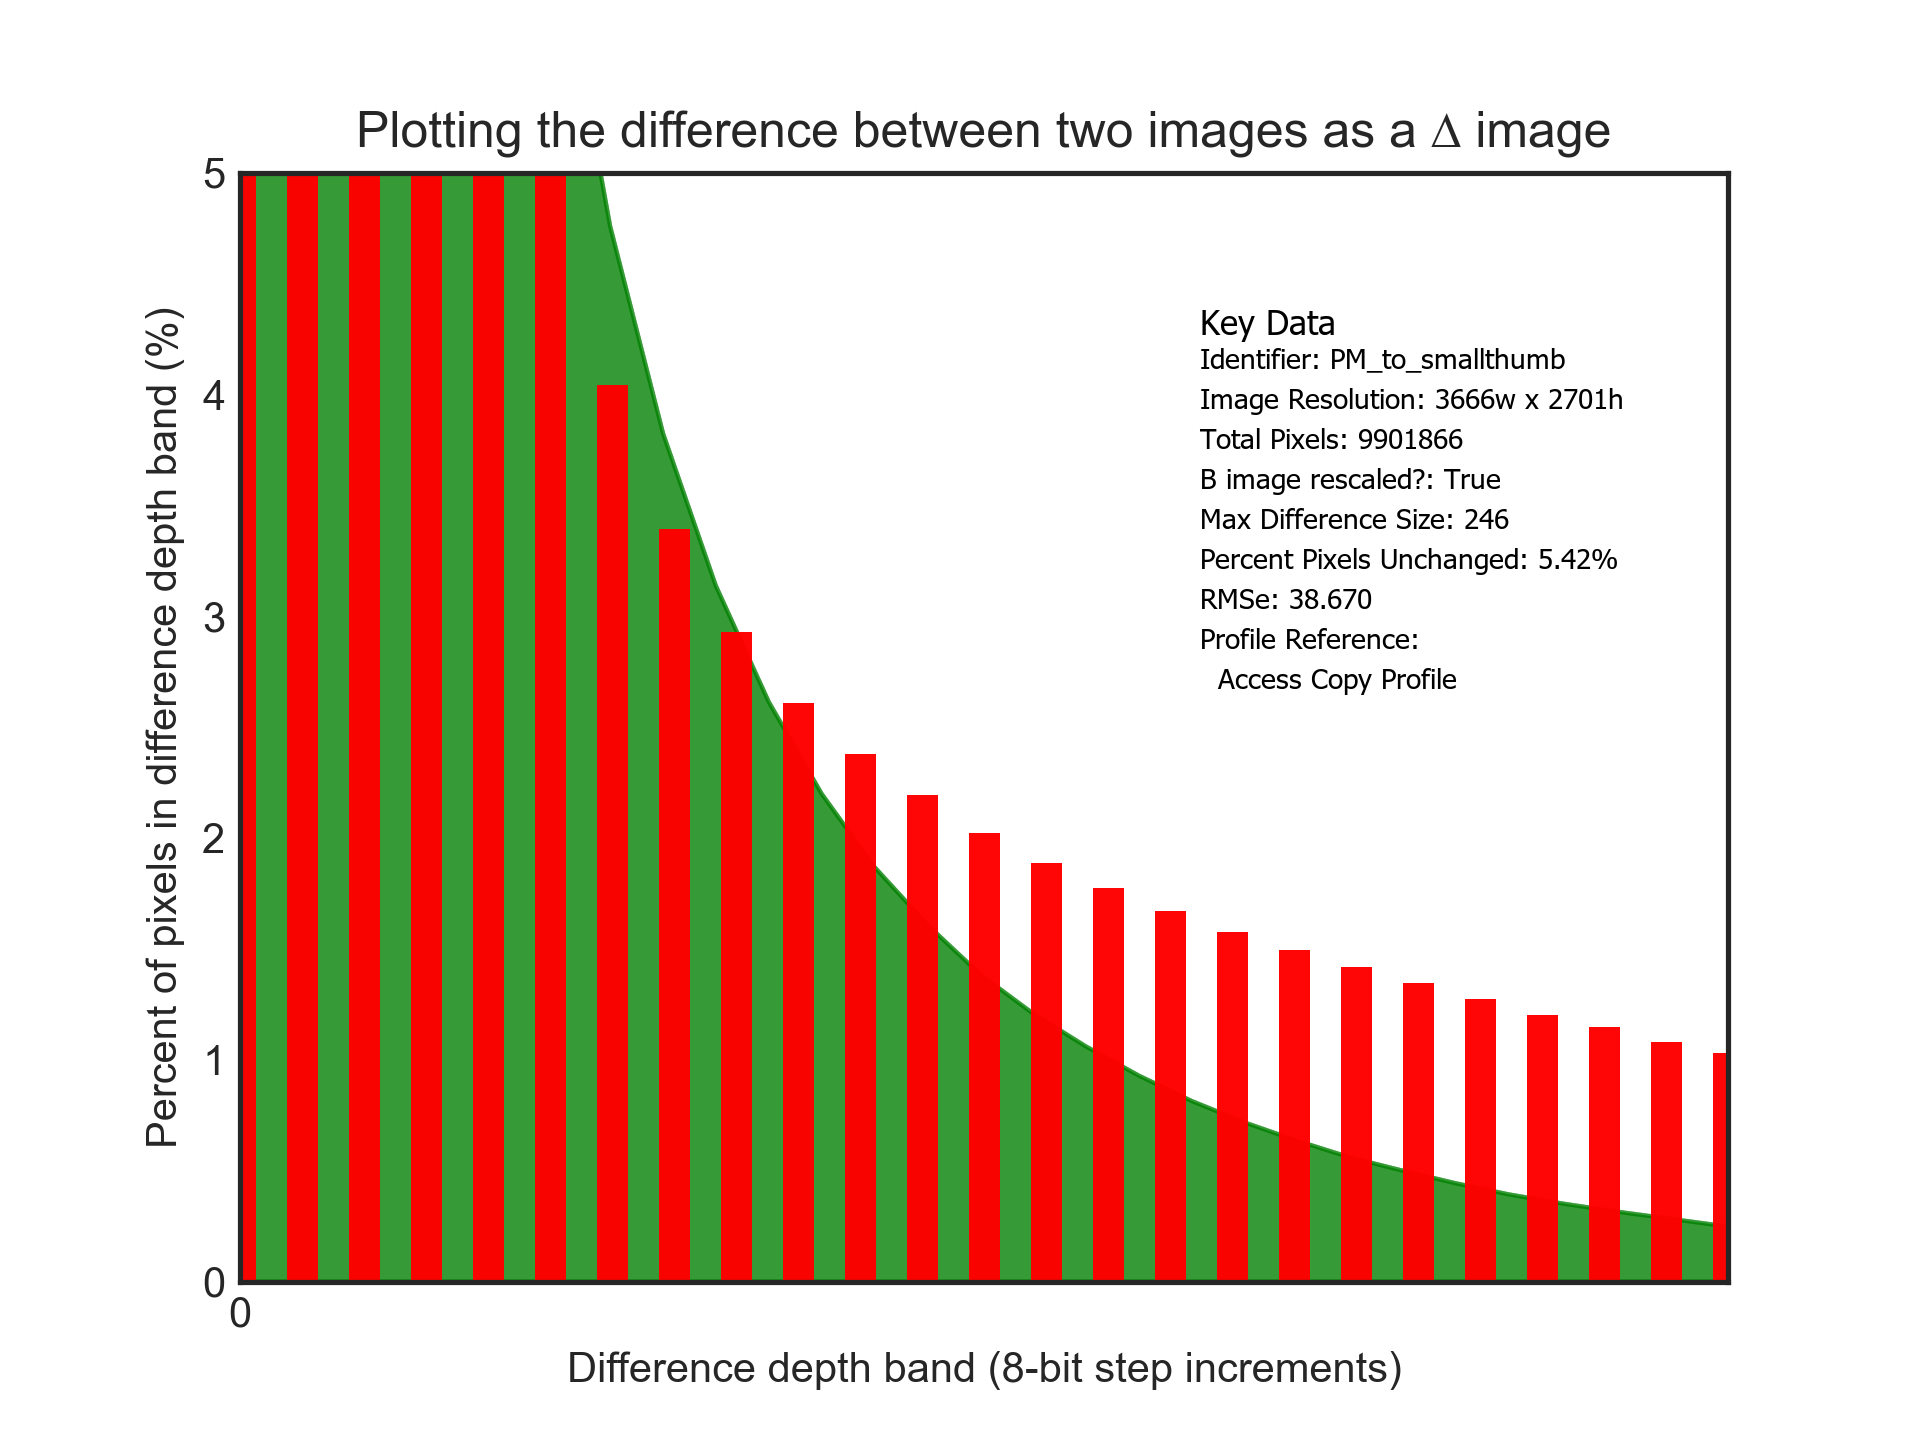 Plotting the difference between two images as a Δ image
5
4
3
2
1
0
0
Percent of pixels in difference depth band (%)
Key Data
Identifier: PM_to_smallthumb
Image Resolution: 3666w x 2701h
Total Pixels: 9901866
B image rescaled?: True
Max Difference Size: 246
Percent Pixels Unchanged: 5.42%
RMSe: 38.670
Profile Reference:
Access Copy Profile
Difference depth band (8-bit step increments)